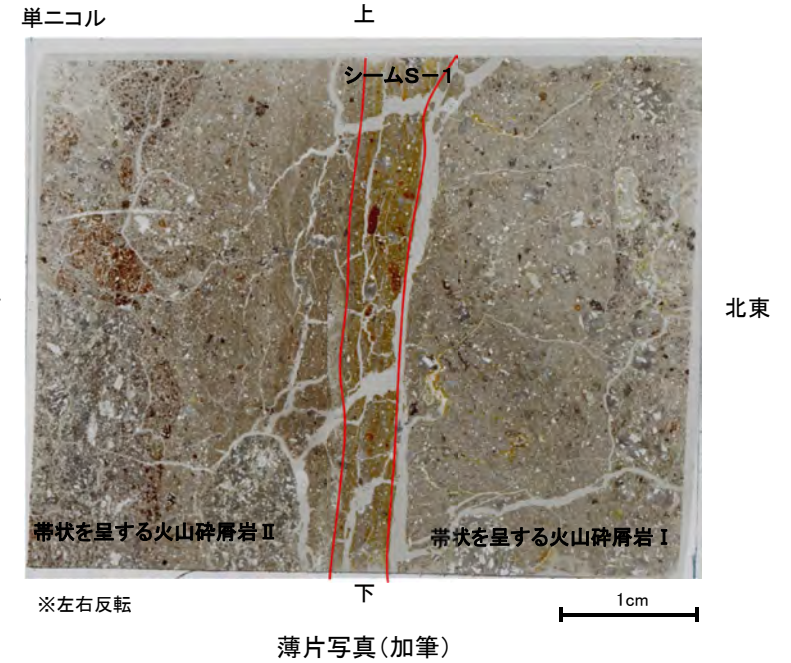 単ニコル
上
シームS-1
北東
帯状を呈する火山砕屑岩Ⅱ
帯状を呈する火山砕屑岩Ⅰ
※左右反転
下
1cm
薄片写真(加筆)